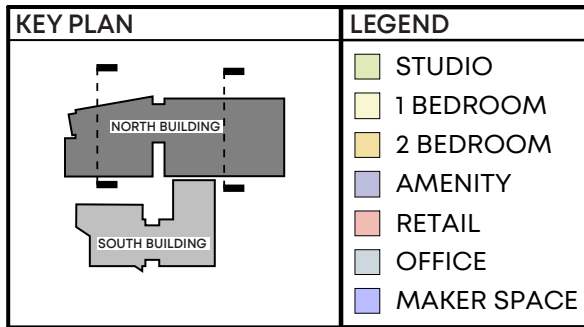 KEY PLAN
NORTH BUILDING
SOUTH BUILDING
LEGEND
STUDIO
1 BEDROOM
2 BEDROOM
AMENITY
RETAIL
OFFICE
MAKER SPACE